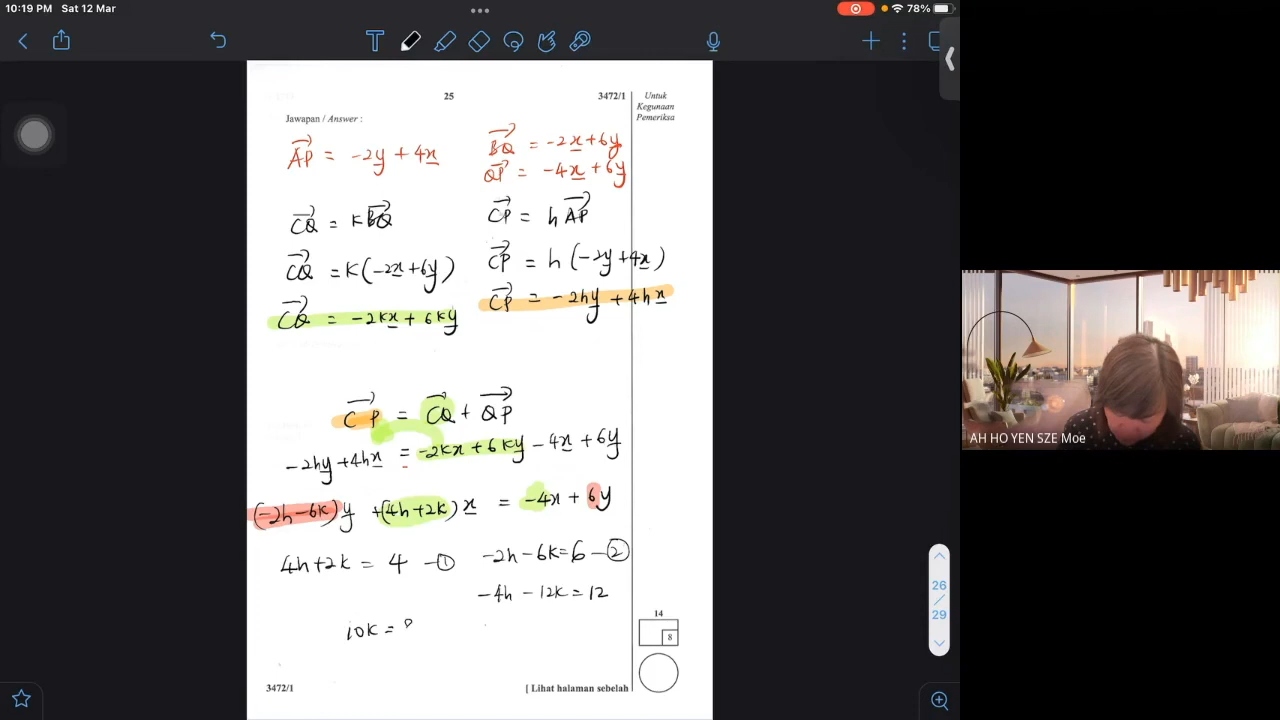 10:19 PM Sat 12 Mar
78%
25
3472/1
Untuk
Kegunaan
Pemeriksa
Jawapan / Answer :
AP = -2y + 4x
BQ = -2x + 6y
QP = -4x + 6y
CQ = k BQ
CP = h AP
CQ = k(-2x + 6y)
CP = h(-2y + 4x)
CQ = -2kx + 6ky
CP = -2hy + 4hx
CP = CQ + QP
-2hy + 4hx = -2kx + 6ky - 4x + 6y
(-2h - 6k)y + (4h + 2k)x = -4x + 6y
4h + 2k = 4 - ①
-2h - 6k = 6 - ②
-4h - 12k = 12
10k =
14
8
3472/1
[ Lihat halaman sebelah
26
/
29
AH HO YEN SZE Moe